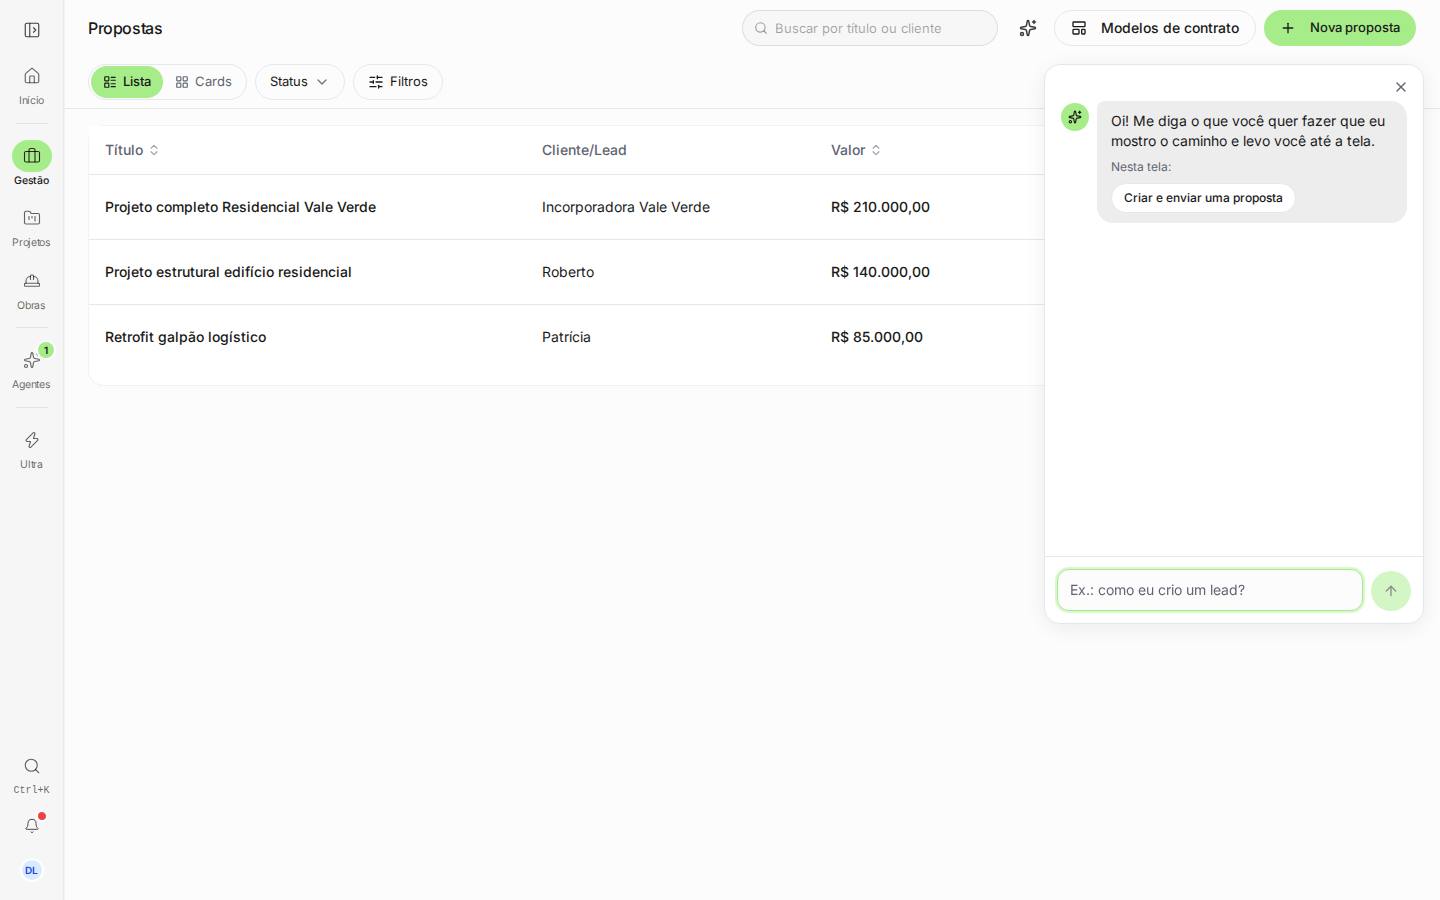 Propostas
Buscar por título ou cliente
Modelos de contrato
Nova proposta
Lista
Cards
Status
Filtros
Início
Gestão
Projetos
Obras
1
Agentes
Ultra
Ctrl+K
DL
Título
Cliente/Lead
Valor
Projeto completo Residencial Vale Verde
Incorporadora Vale Verde
R$ 210.000,00
Projeto estrutural edifício residencial
Roberto
R$ 140.000,00
Retrofit galpão logístico
Patrícia
R$ 85.000,00
Oi! Me diga o que você quer fazer que eu
mostro o caminho e levo você até a tela.
Nesta tela:
Criar e enviar uma proposta
Ex.: como eu crio um lead?